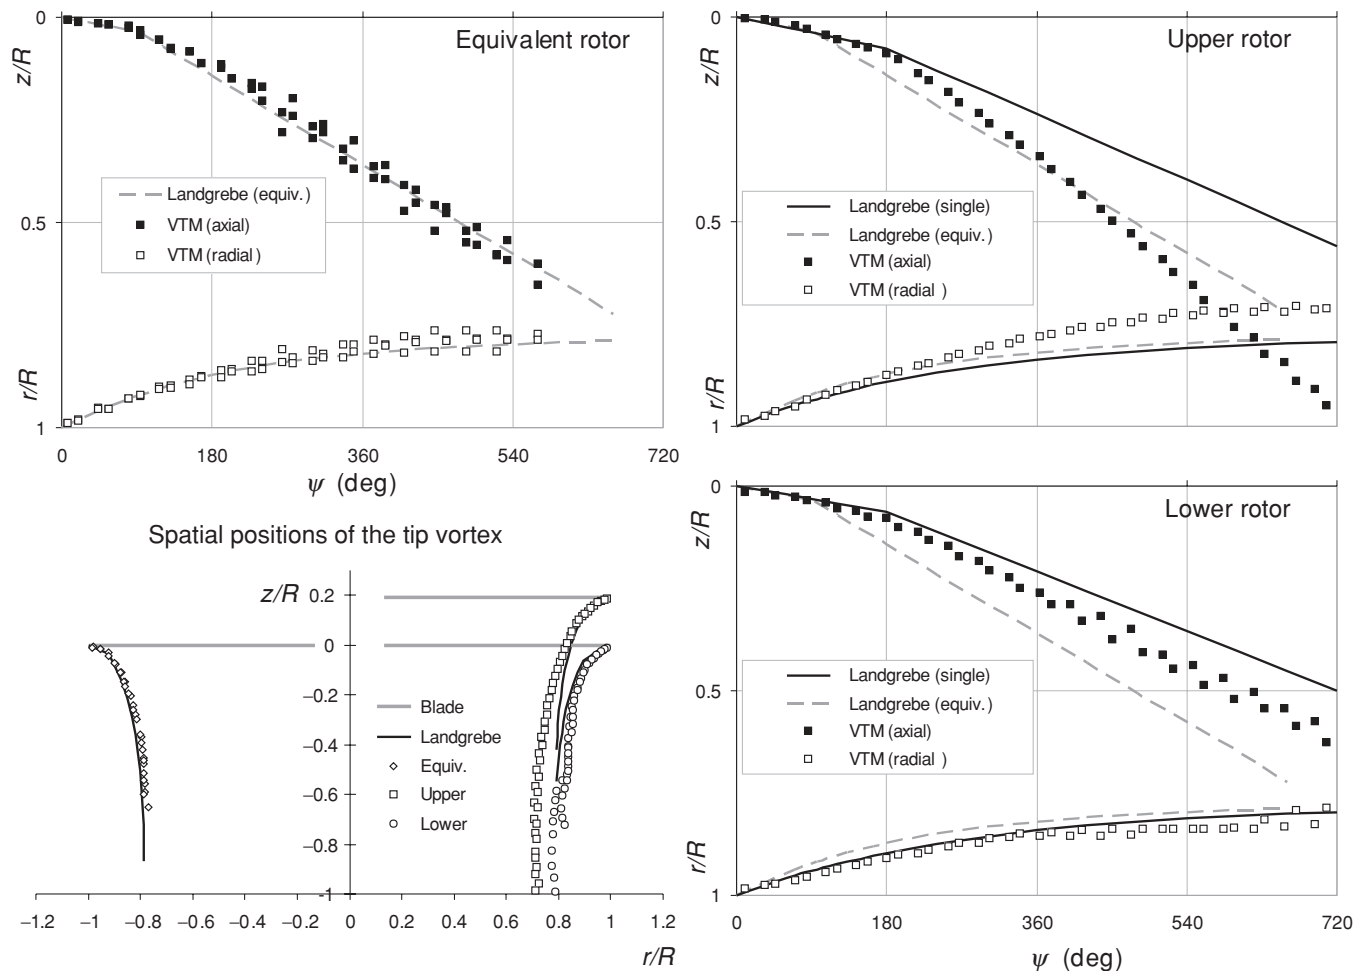 0
z/R
0.5
r/R
1
Equivalent rotor
Landgrebe (equiv.)
VTM (axial)
VTM (radial)
0 180 360 540 720
ψ (deg)
0
z/R
0.5
r/R
1
Upper rotor
Landgrebe (single)
Landgrebe (equiv.)
VTM (axial)
VTM (radial )
Spatial positions of the tip vortex
z/R
0.2
0
−0.2
−0.4
−0.6
−0.8
-1
Blade
Landgrebe
Equiv.
Upper
Lower
−1.2 −1 −0.8 −0.6 −0.4 −0.2 0 0.2 0.4 0.6 0.8 1 1.2
r/R
0
z/R
0.5
r/R
1
Lower rotor
Landgrebe (single)
Landgrebe (equiv.)
VTM (axial)
VTM (radial )
0 180 360 540 720
ψ (deg)